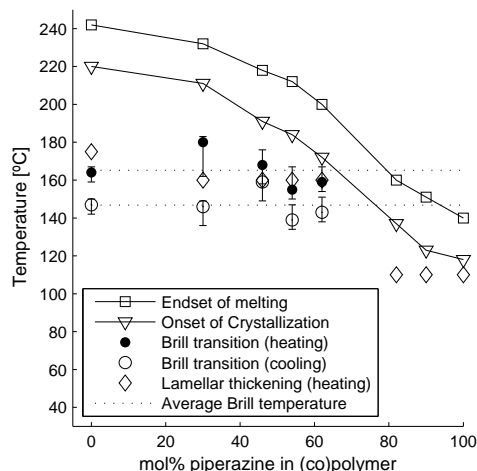 240
220
200
180
160
140
120
100
80
60
40
Temperature [ºC]
Endset of melting
Onset of Crystallization
Brill transition (heating)
Brill transition (cooling)
Lamellar thickening (heating)
Average Brill temperature
0 20 40 60 80 100
mol% piperazine in (co)polymer